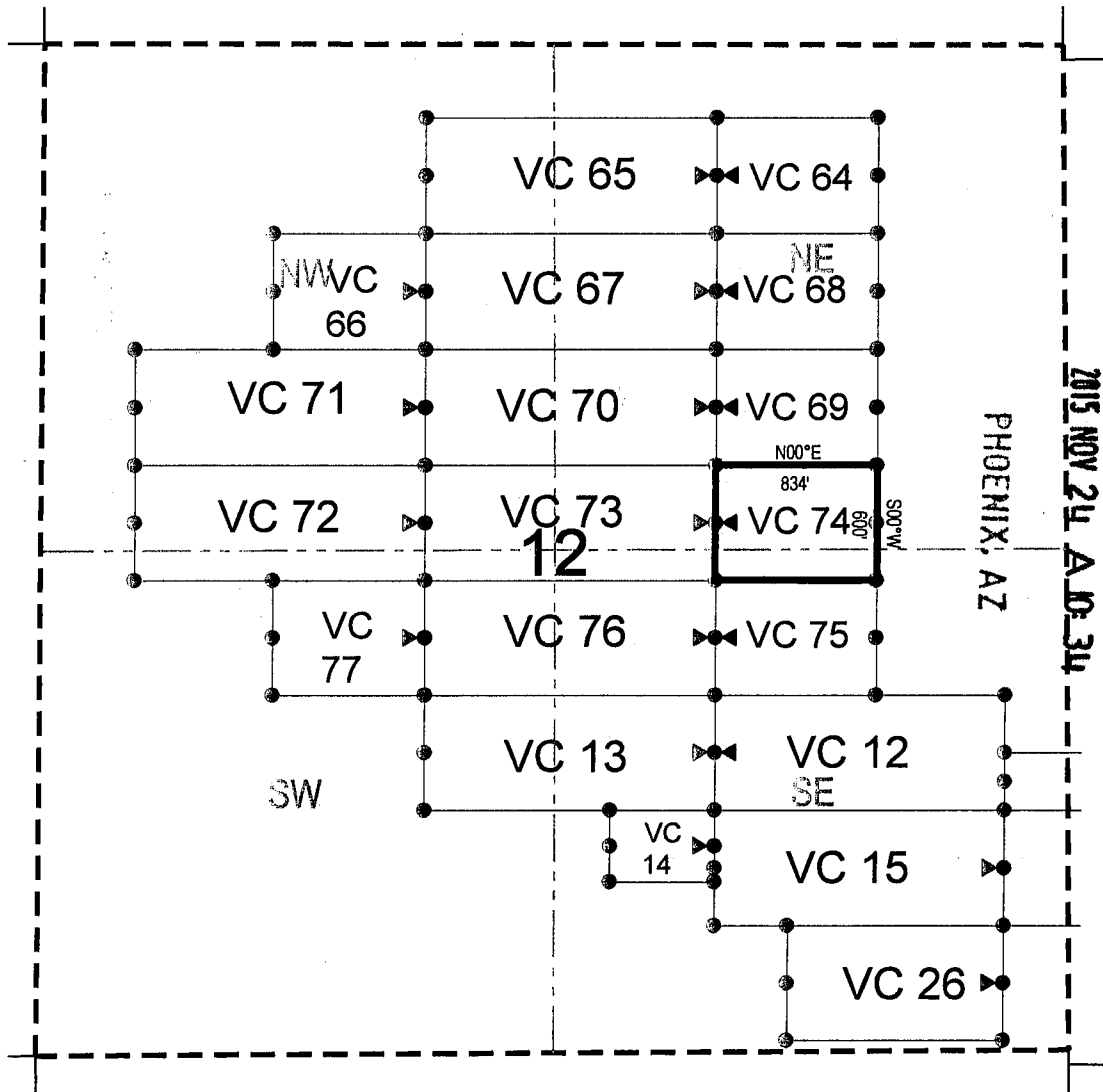 VC 65
VC 64
NW
VC
66
VC 67
NE
VC 68
VC 71
VC 70
VC 69
N00°E
834'
VC 72
VC 73
VC 74
600'
S00°W
12
VC
77
VC 76
VC 75
VC 13
VC 12
SW
SE
VC
14
VC 15
VC 26
PHOENIX, AZ
2015 NOV 24 A 10:34